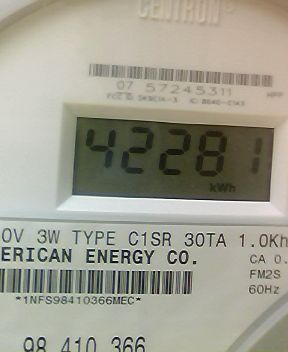 CENTRON®
07 57245311
42281
kWh
0V 3W TYPE C1SR 30TA 1.0Kh
ERICAN ENERGY CO.
CA 0.
FM2S
60Hz
*1NFS98410366MEC*
98 410 366